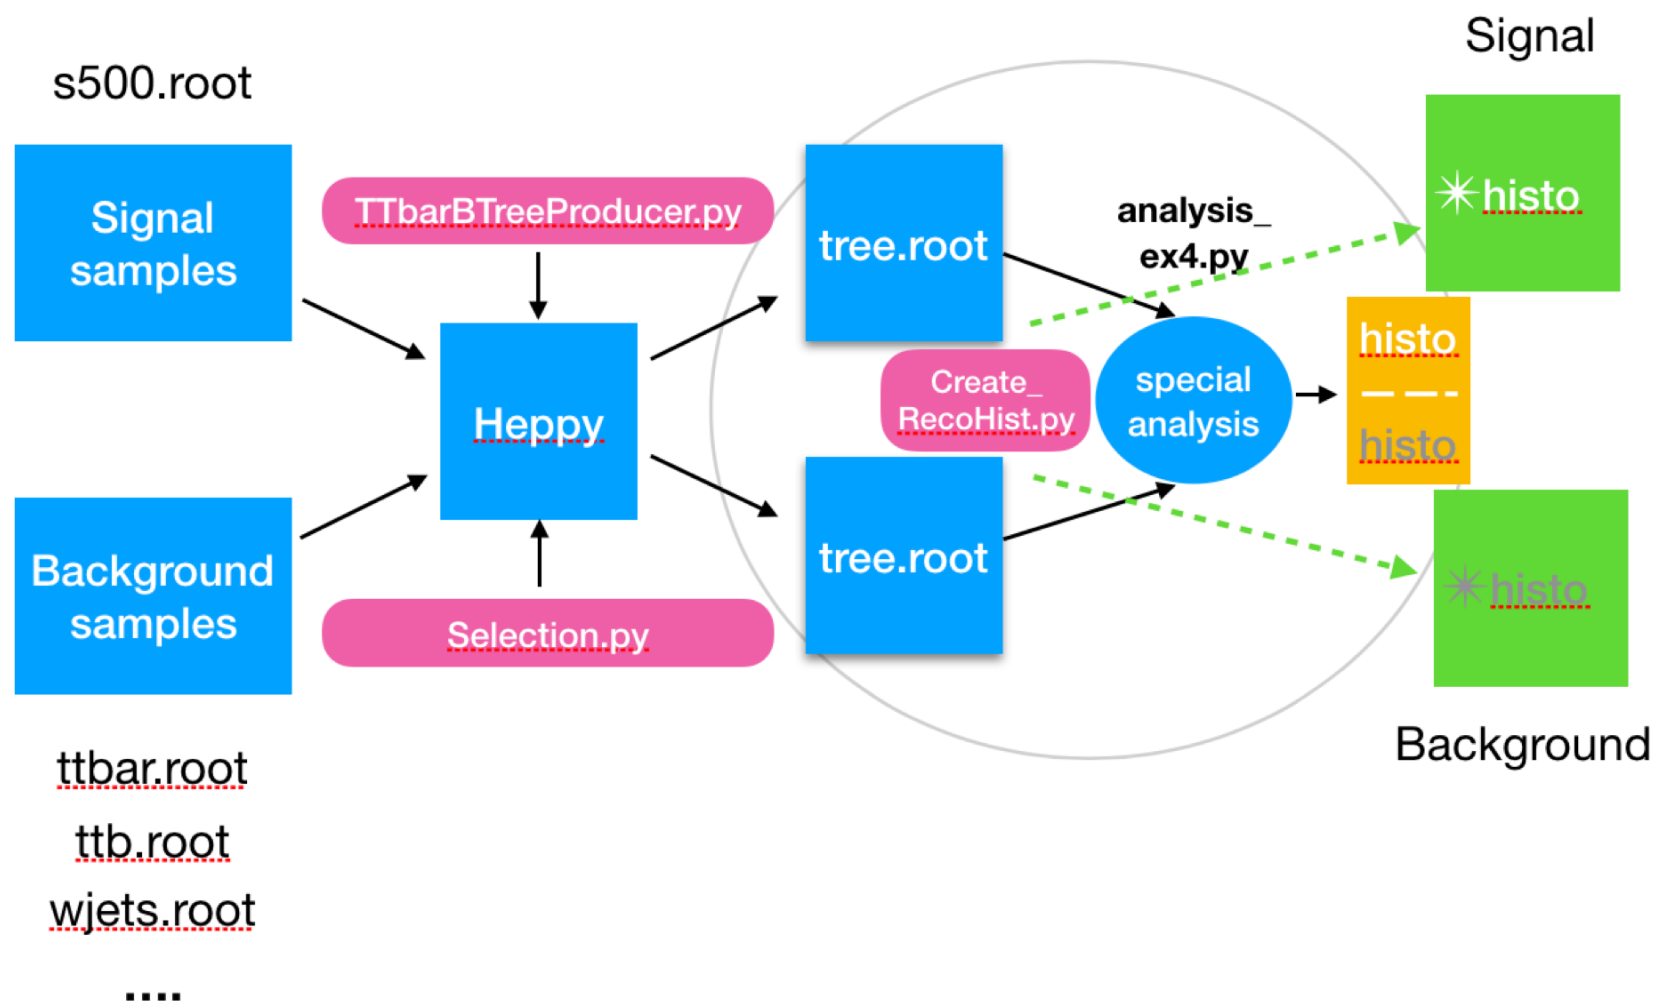 s500.root
Signal
samples
TTbarBTreeProducer.py
Heppy
Selection.py
Background
samples
ttbar.root
ttb.root
wjets.root
....
tree.root
tree.root
analysis_
ex4.py
Create_
RecoHist.py
special
analysis
histo
histo
Signal
histo
histo
Background